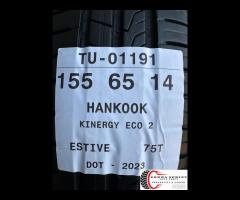 TU-01191
155 65 14
HANKOOK
KINERGY ECO 2
ESTIVE 75T
DOT - 2023